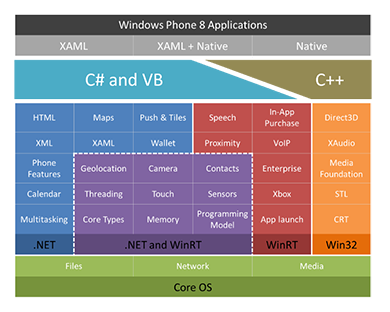 Windows Phone 8 Applications
XAML XAML + Native Native
C# and VB C++
HTML Maps Push & Tiles Speech In-App Purchase Direct3D
XML XAML Wallet Proximity VoIP XAudio
Phone Features Geolocation Camera Contacts Enterprise Media Foundation
Calendar Threading Touch Sensors Xbox STL
Multitasking Core Types Memory Programming Model App launch CRT
.NET .NET and WinRT WinRT Win32
Files Network Media
Core OS